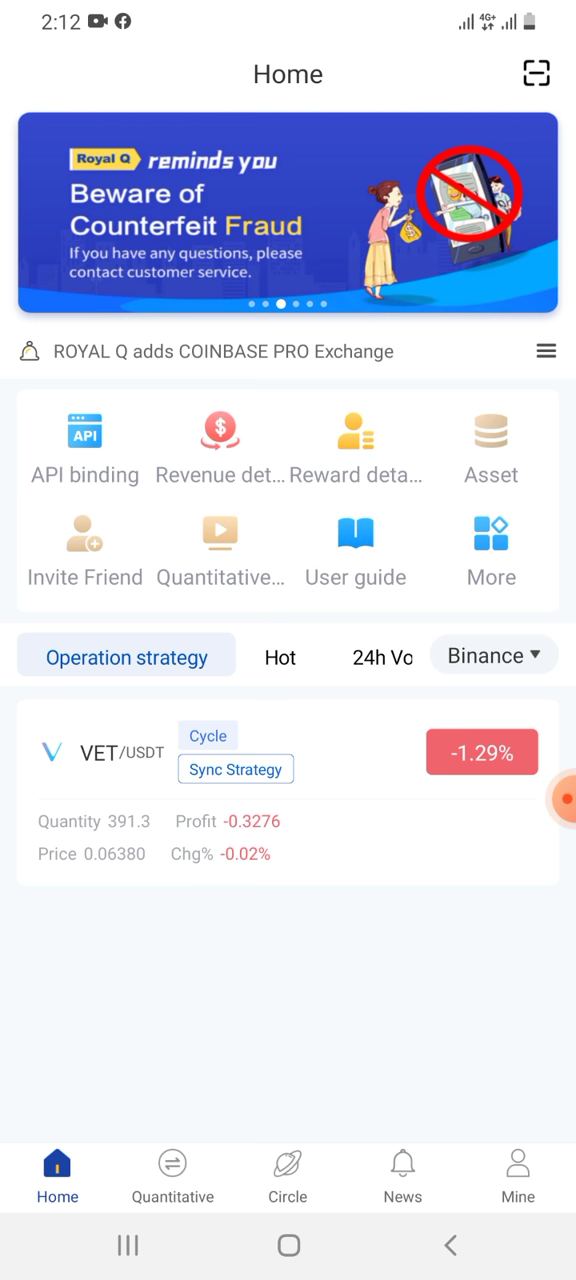 2:12
4G+
Home
Royal Q reminds you
Beware of
Counterfeit Fraud
If you have any questions, please
contact customer service.
ROYAL Q adds COINBASE PRO Exchange
API
API binding
Revenue det...
Reward deta...
Asset
Invite Friend
Quantitative...
User guide
More
Operation strategy
Hot
24h Vo
Binance
VET/USDT
Cycle
Sync Strategy
-1.29%
Quantity 391.3
Profit -0.3276
Price 0.06380
Chg% -0.02%
Home
Quantitative
Circle
News
Mine